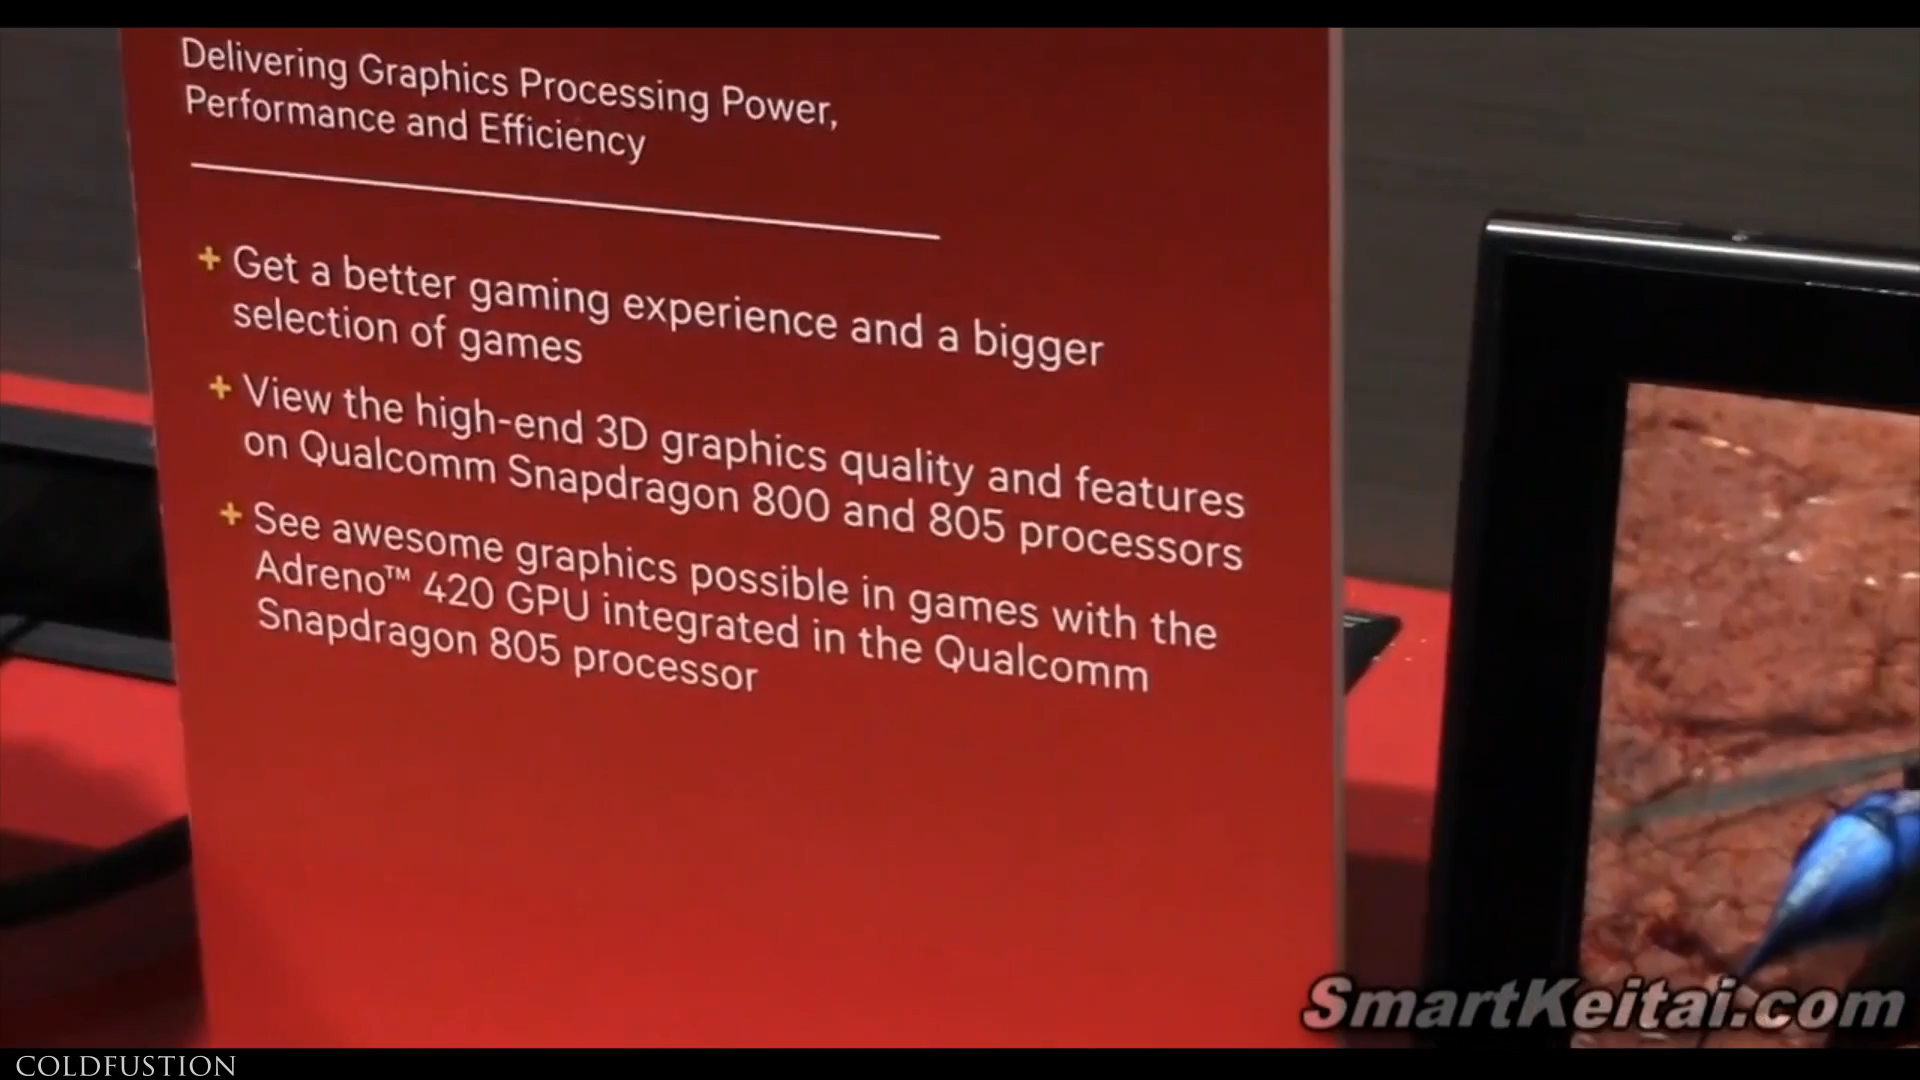 Delivering Graphics Processing Power,
Performance and Efficiency
+ Get a better gaming experience and a bigger
selection of games
+ View the high-end 3D graphics quality and features
on Qualcomm Snapdragon 800 and 805 processors
+ See awesome graphics possible in games with the
Adreno™ 420 GPU integrated in the Qualcomm
Snapdragon 805 processor
SmartKeitai.com
COLDFUSTION